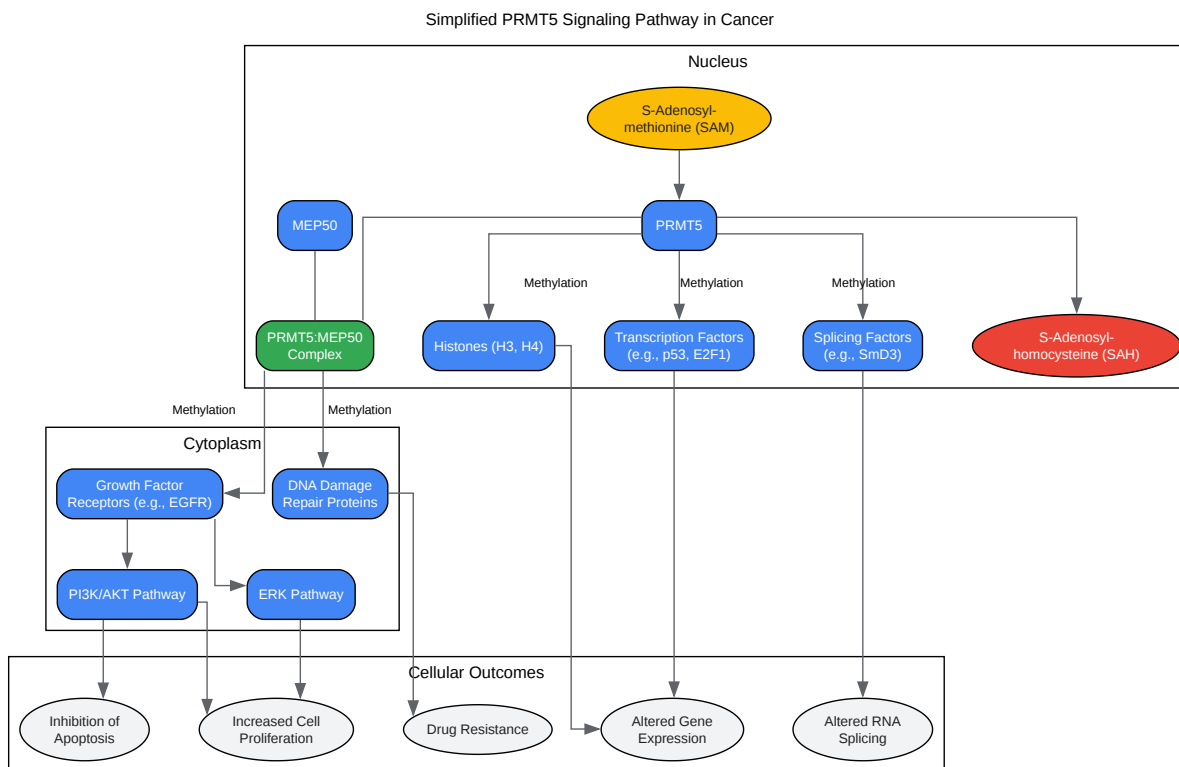 Simplified PRMT5 Signaling Pathway in Cancer
Nucleus
S-Adenosyl-
methionine (SAM)
MEP50
PRMT5
Methylation
Methylation
Methylation
PRMT5:MEP50
Complex
Histones (H3, H4)
Transcription Factors
(e.g., p53, E2F1)
Splicing Factors
(e.g., SmD3)
S-Adenosyl-
homocysteine (SAH)
Methylation
Methylation
Cytoplasm
Growth Factor
Receptors (e.g., EGFR)
DNA Damage
Repair Proteins
PI3K/AKT Pathway
ERK Pathway
Cellular Outcomes
Inhibition of
Apoptosis
Increased Cell
Proliferation
Drug Resistance
Altered Gene
Expression
Altered RNA
Splicing